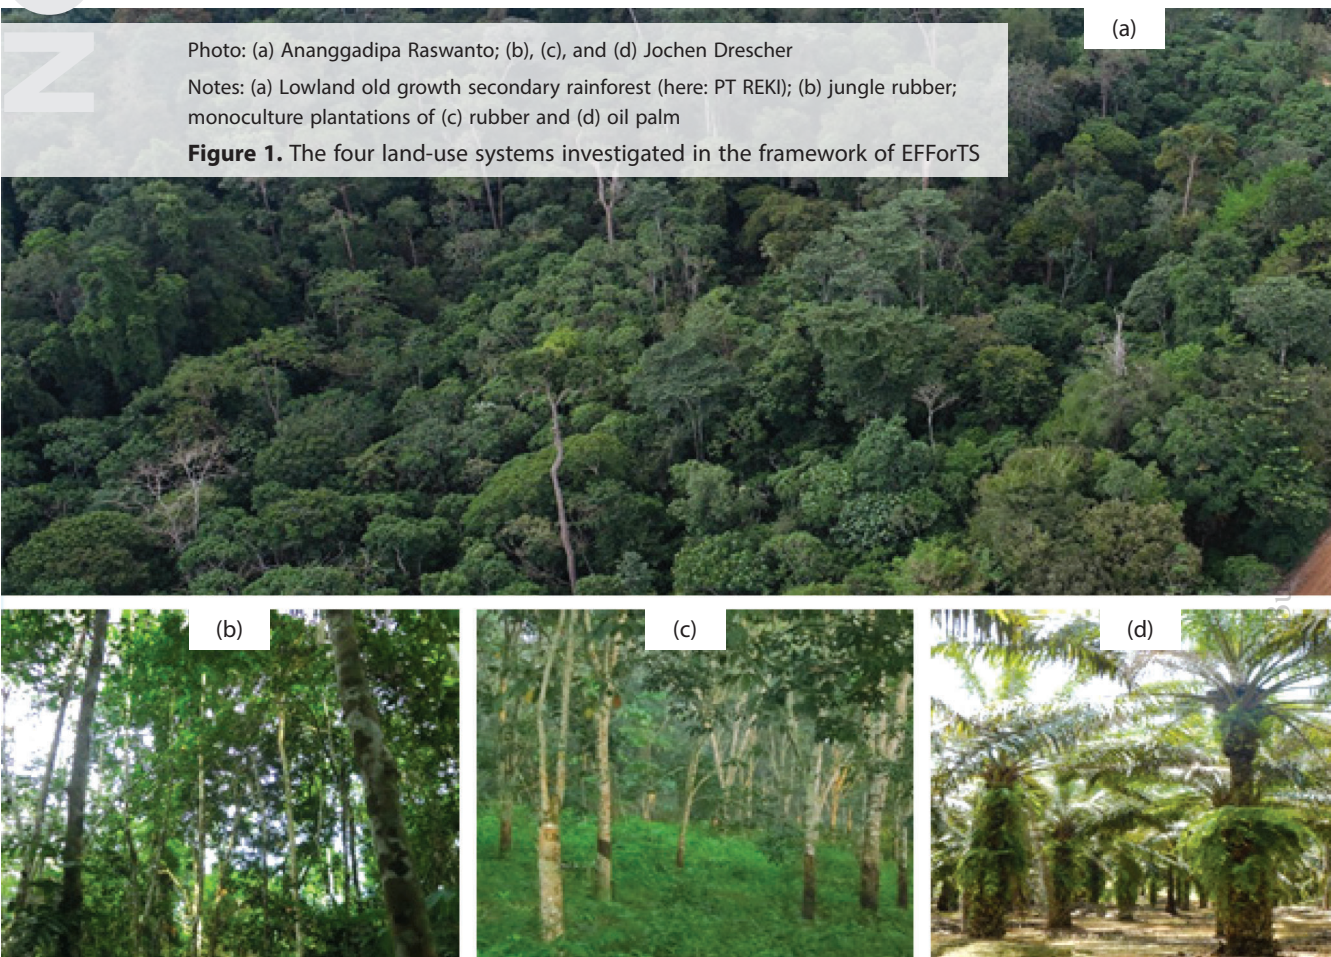 (a)
Photo: (a) Ananggadipa Raswanto; (b), (c), and (d) Jochen Drescher
Notes: (a) Lowland old growth secondary rainforest (here: PT REKI); (b) jungle rubber;
monoculture plantations of (c) rubber and (d) oil palm
Figure 1. The four land-use systems investigated in the framework of EFForTS
(b)
(c)
(d)